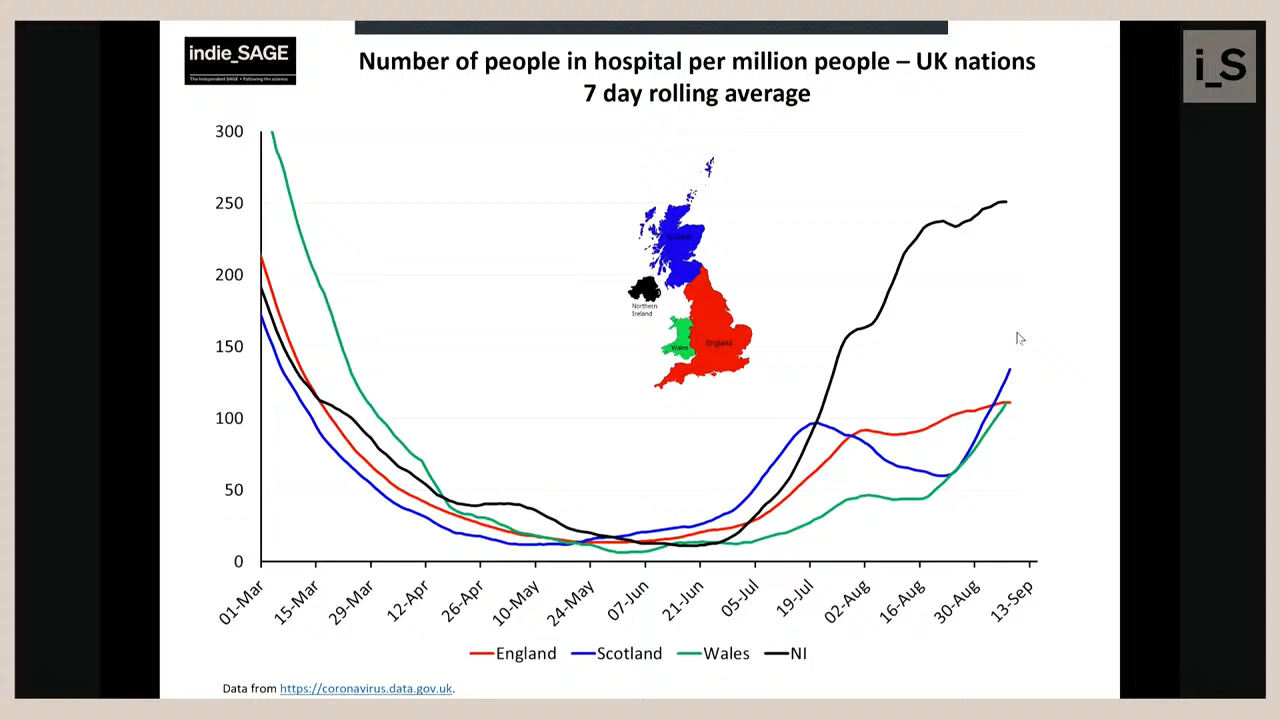 indie_SAGE
The Independent SAGE • Following the science
i_S
Number of people in hospital per million people – UK nations
7 day rolling average
300
250
200
150
100
50
0
Northern
Ireland
Wales
England
01-Mar
15-Mar
29-Mar
12-Apr
26-Apr
10-May
24-May
07-Jun
21-Jun
05-Jul
19-Jul
02-Aug
16-Aug
30-Aug
13-Sep
England
Scotland
Wales
NI
Data from https://coronavirus.data.gov.uk.